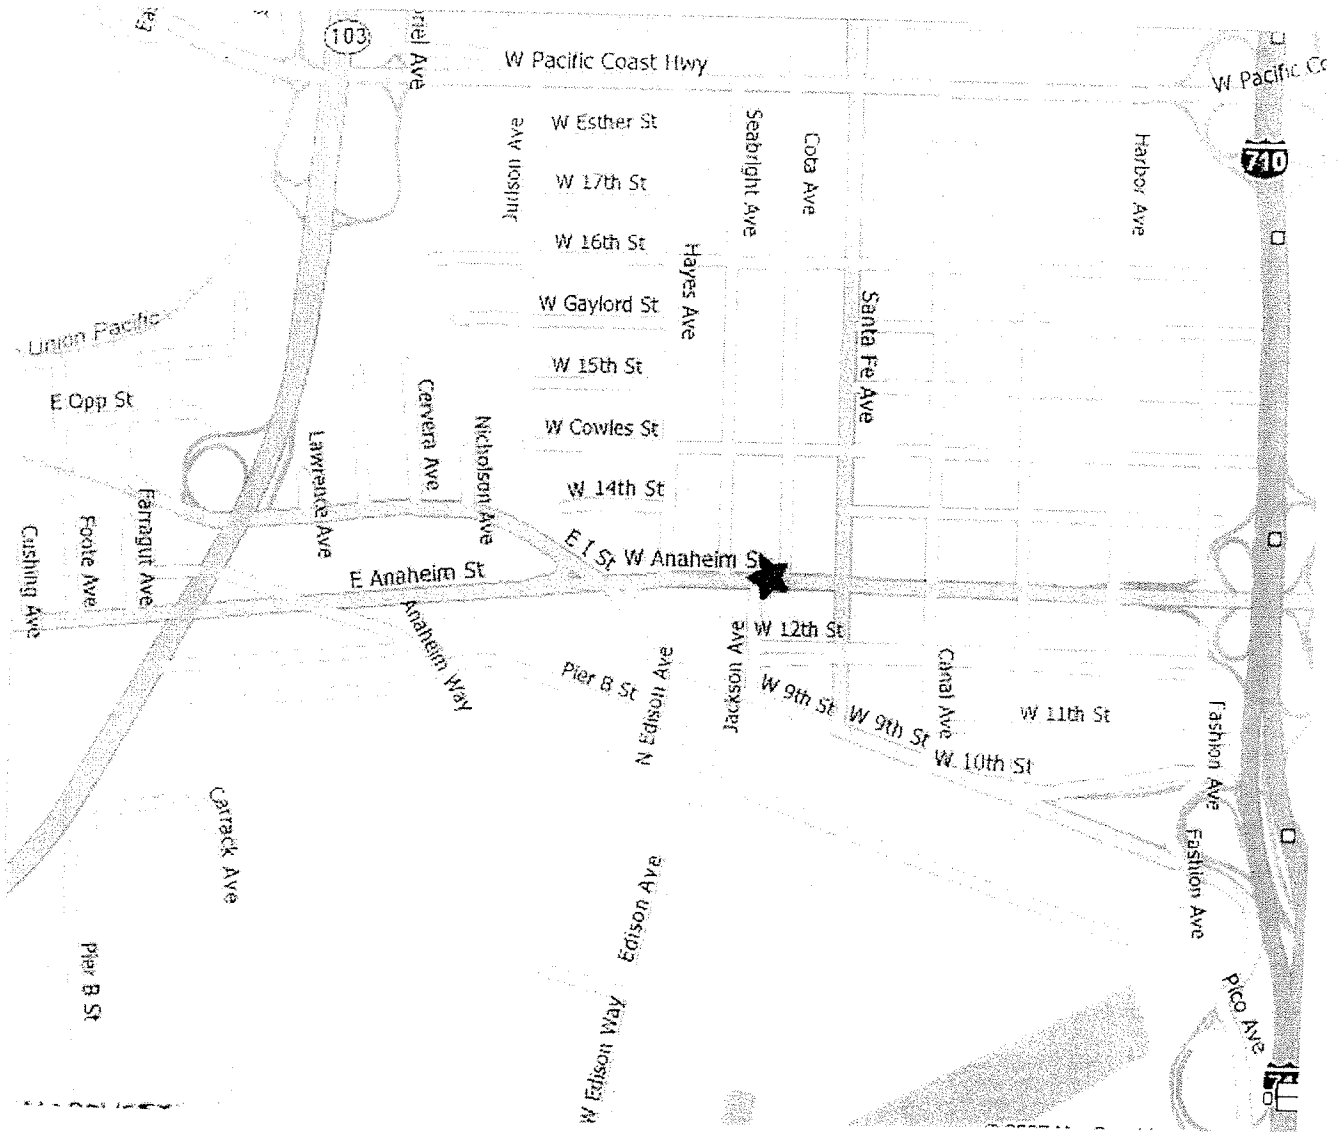 103
W Pacific Coast Hwy
W Pacific Co
W Esther St
Judson Ave
Seabright Ave
Cota Ave
Harbor Ave
710
W 17th St
W 16th St
Hayes Ave
W Gaylord St
Santa Fe Ave
Union Pacific
W 15th St
E Opp St
Cervera Ave
Nicholson Ave
W Cowles St
Lawrence Ave
W 14th St
Farragut Ave
Foote Ave
Cushing Ave
E I St
W Anaheim St
E Anaheim St
Anaheim Way
W 12th St
Jackson Ave
N Edison Ave
Pier B St
W 9th St
W 9th St
Canal Ave
W 11th St
W 10th St
Fashion Ave
Fashion Ave
Carrack Ave
Edison Ave
Pier B St
W Edison Way
Pico Ave